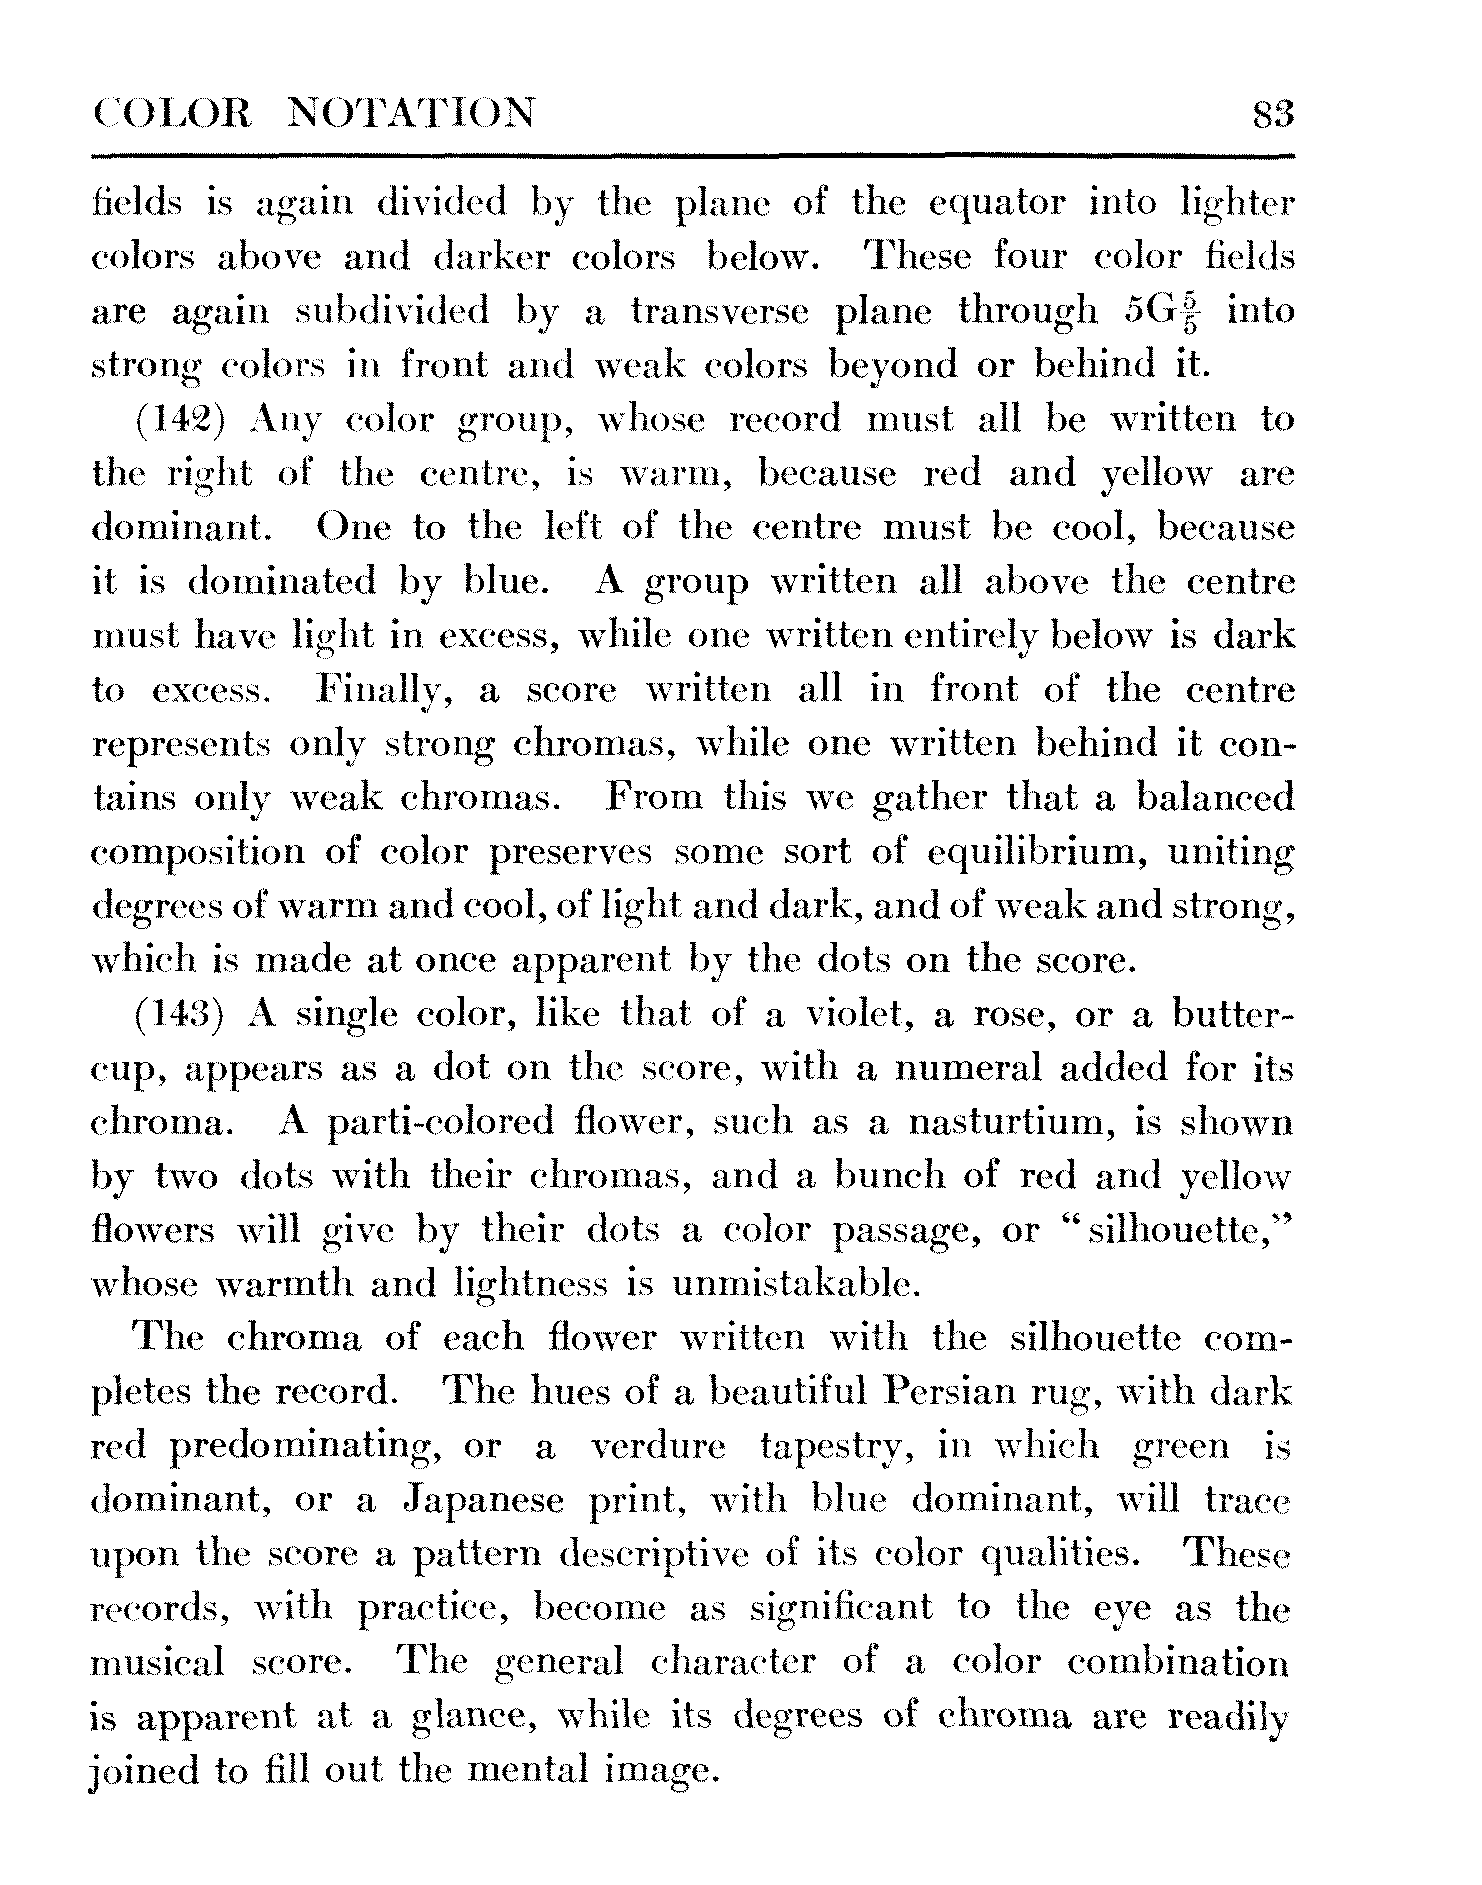 COLOR NOTATION 83
fields is again divided by the plane of the equator into lighter
colors above and darker colors below. These four color fields
are again subdivided by a transverse plane through 5G5/5 into
strong colors in front and weak colors beyond or behind it.
(142) Any color group, whose record must all be written to
the right of the centre, is warm, because red and yellow are
dominant. One to the left of the centre must be cool, because
it is dominated by blue. A group written all above the centre
must have light in excess, while one written entirely below is dark
to excess. Finally, a score written all in front of the centre
represents only strong chromas, while one written behind it con-
tains only weak chromas. From this we gather that a balanced
composition of color preserves some sort of equilibrium, uniting
degrees of warm and cool, of light and dark, and of weak and strong,
which is made at once apparent by the dots on the score.
(143) A single color, like that of a violet, a rose, or a butter-
cup, appears as a dot on the score, with a numeral added for its
chroma. A parti-colored flower, such as a nasturtium, is shown
by two dots with their chromas, and a bunch of red and yellow
flowers will give by their dots a color passage, or "silhouette,"
whose warmth and lightness is unmistakable.
The chroma of each flower written with the silhouette com-
pletes the record. The hues of a beautiful Persian rug, with dark
red predominating, or a verdure tapestry, in which green is
dominant, or a Japanese print, with blue dominant, will trace
upon the score a pattern descriptive of its color qualities. These
records, with practice, become as significant to the eye as the
musical score. The general character of a color combination
is apparent at a glance, while its degrees of chroma are readily
joined to fill out the mental image.